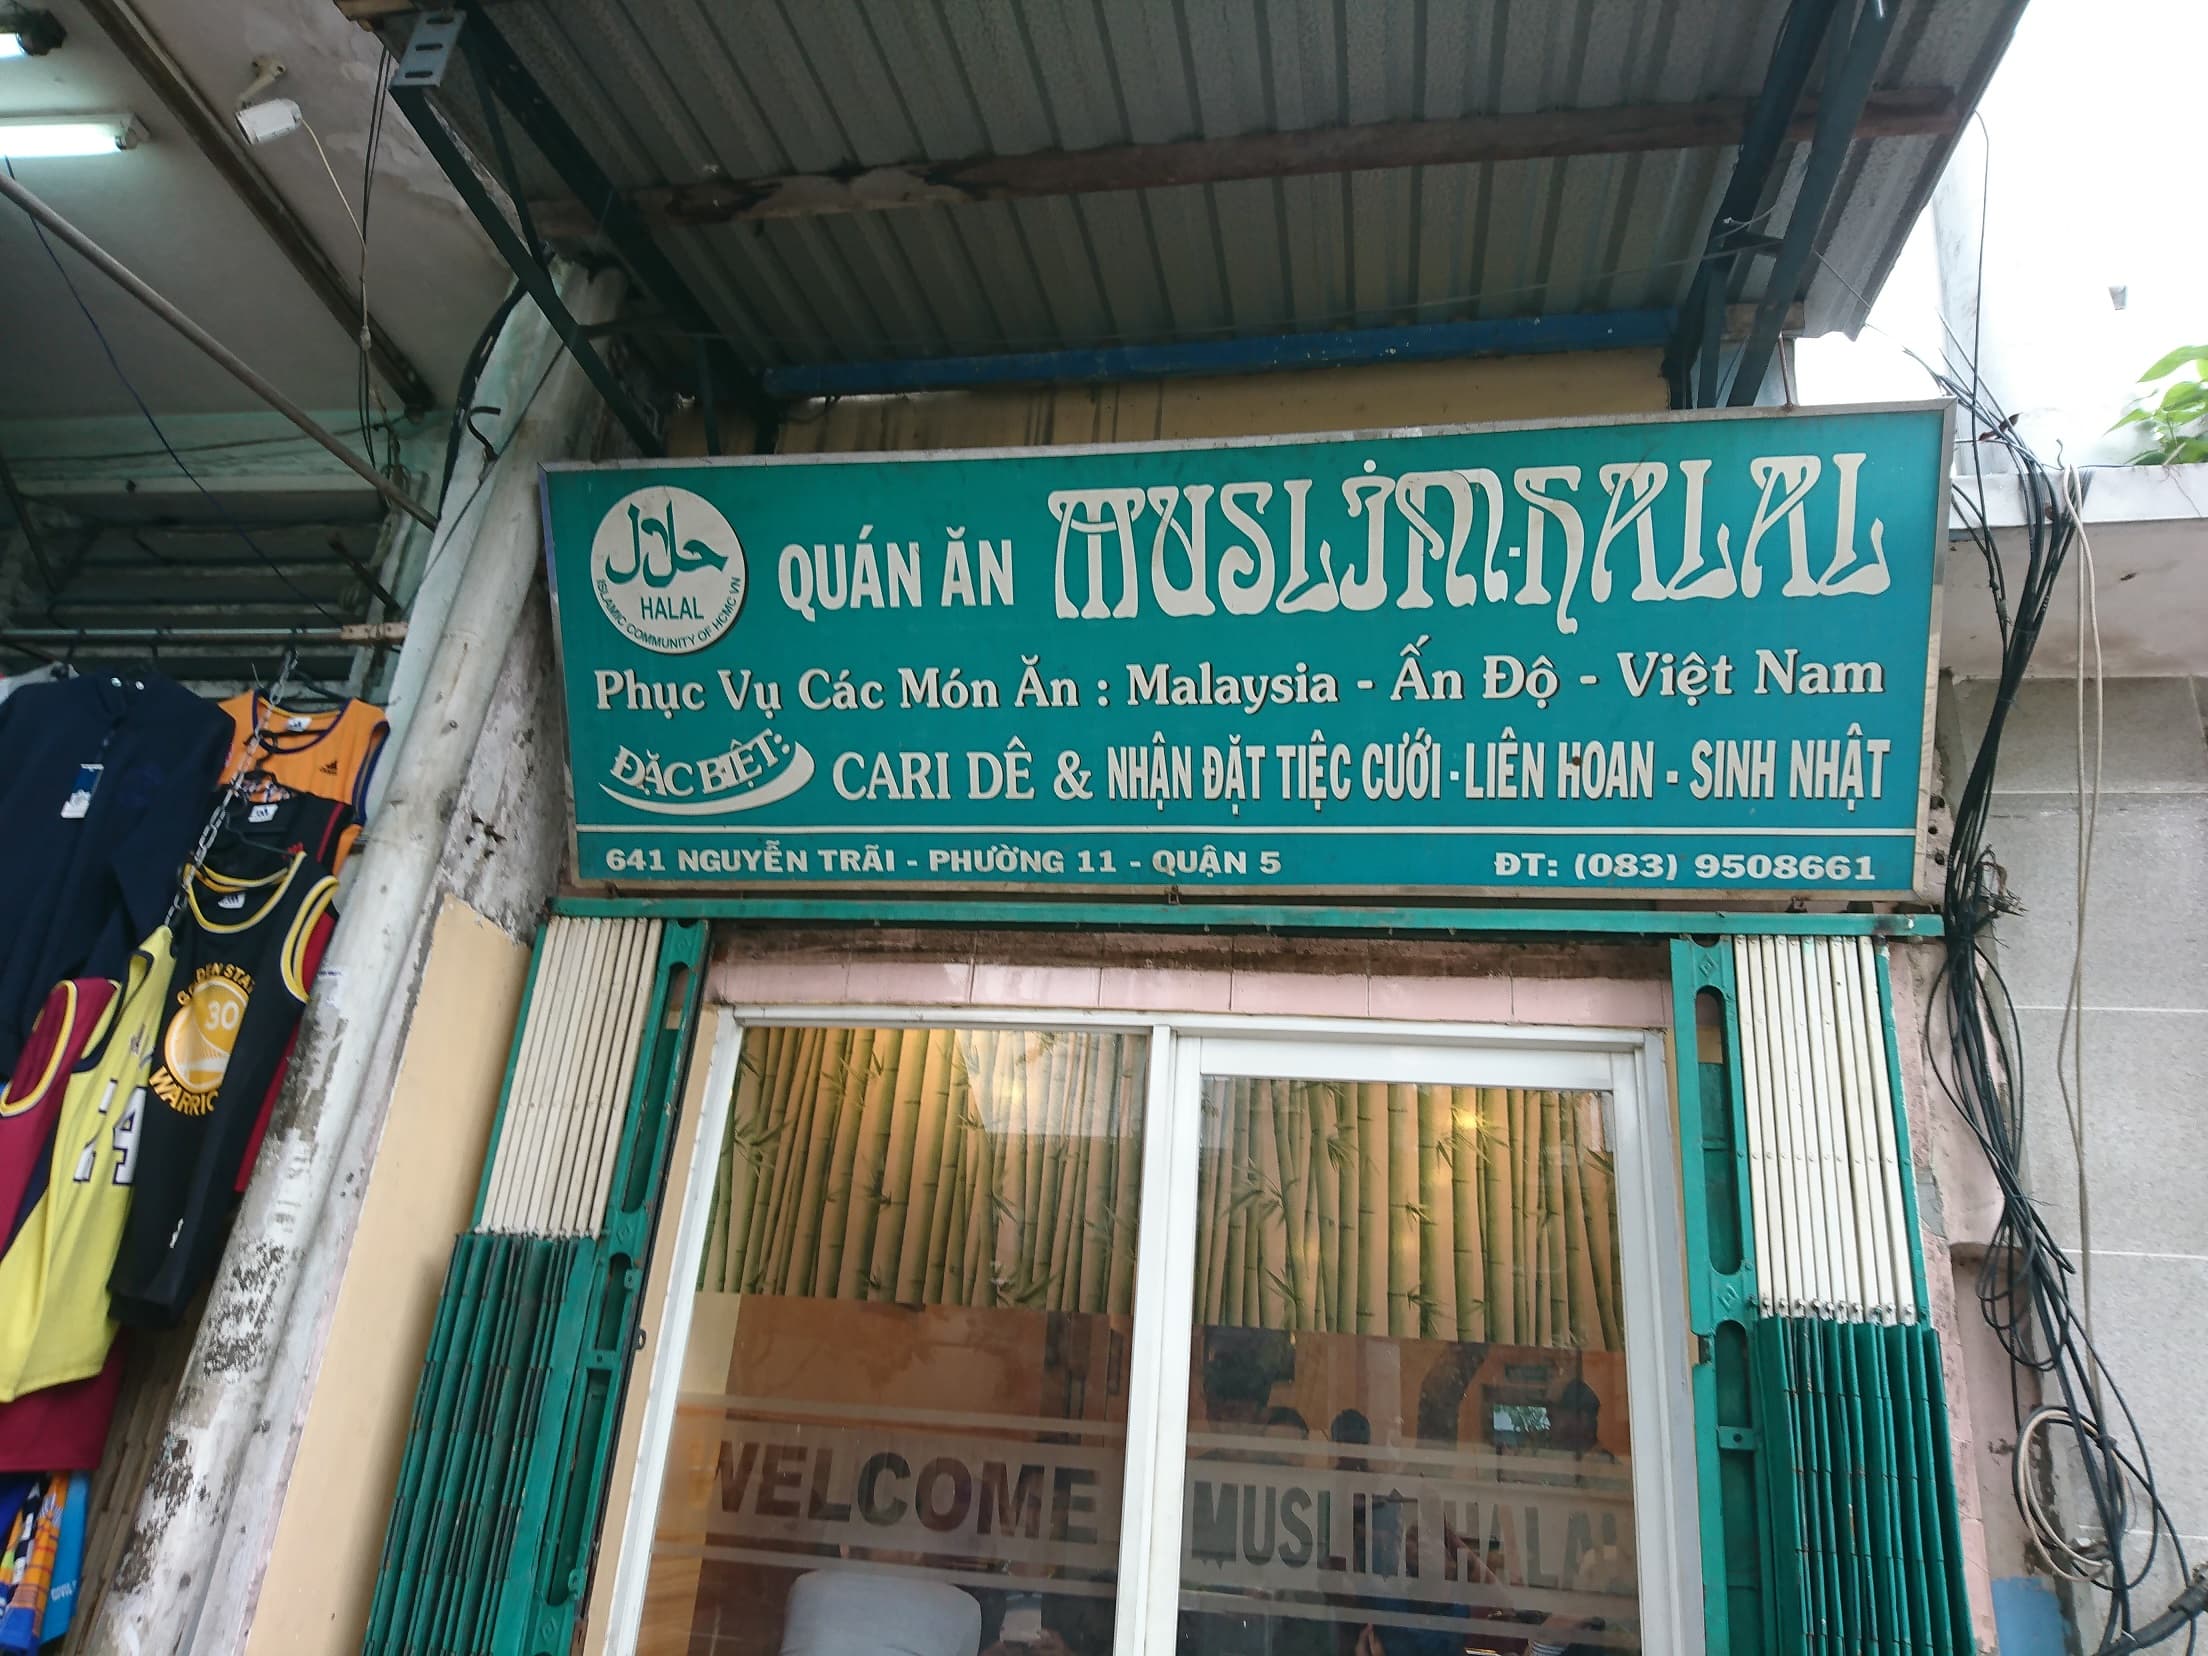 حلال
HALAL
ISLAMIC COMMUNITY OF HCMC VN
QUÁN ĂN MUSLIM-HALAL
Phục Vụ Các Món Ăn : Malaysia - Ấn Độ - Việt Nam
ĐẶC BIỆT: CARI DÊ & NHẬN ĐẶT TIỆC CƯỚI - LIÊN HOAN - SINH NHẬT
641 NGUYỄN TRÃI - PHƯỜNG 11 - QUẬN 5 ĐT: (083) 9508661
30
WELCOME MUSLIM HALAL